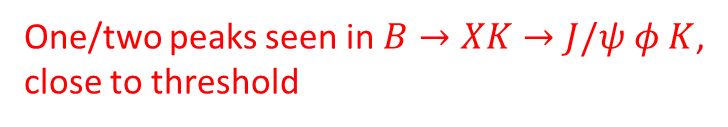 One/two peaks seen in B → XK → J/ψ ϕ K,
close to threshold